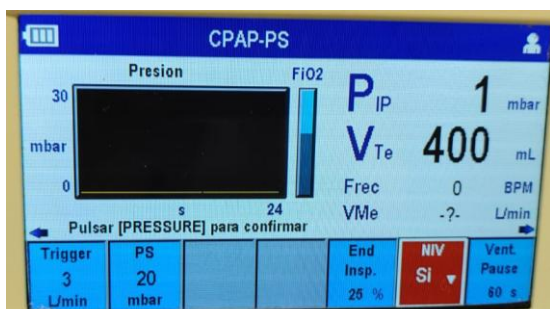 CPAP-PS
Presion
FiO2
30
mbar
0
s
24
Pulsar [PRESSURE] para confirmar
PIP 1 mbar
VTe 400 mL
Frec 0 BPM
VMe -?- L/min
Trigger
3
L/min
PS
20
mbar
End
Insp.
25 %
NIV
Si
Vent.
Pause
60 s